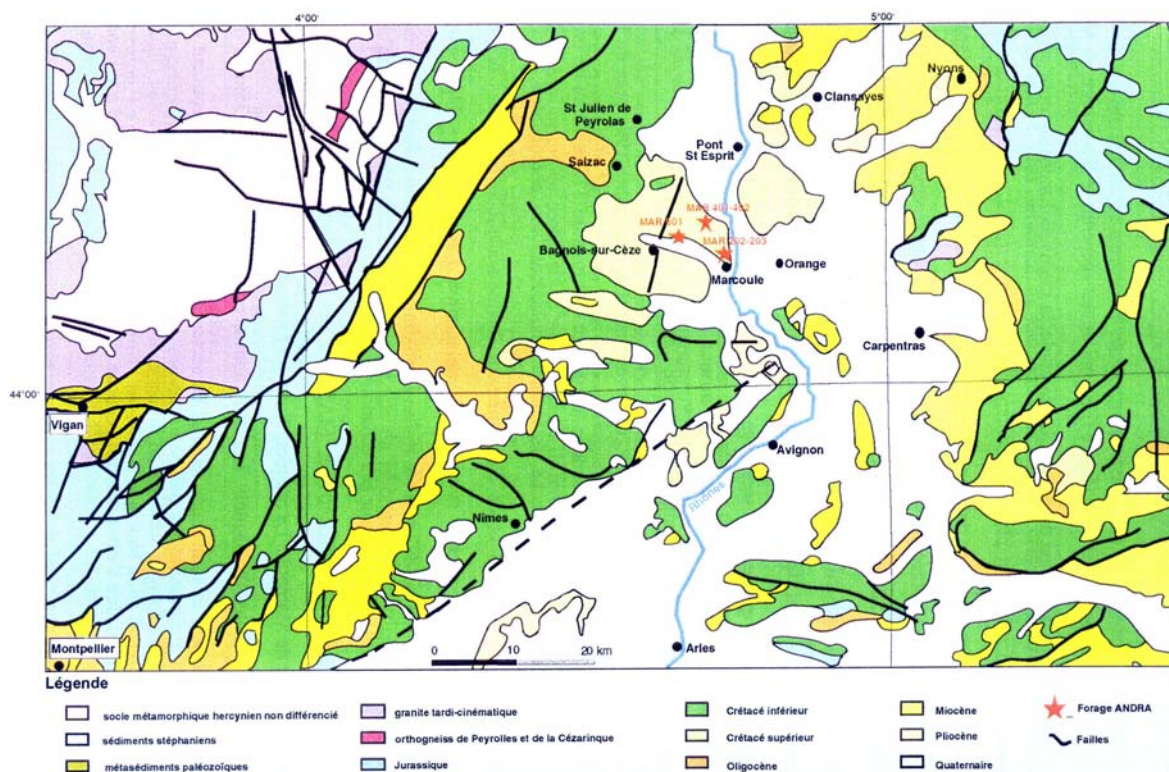 4°00'
5°00'
Nyons
Clansayes
St Julien de
Peyrolas
Pont
St Esprit
Salzac
MAR 401-402
MAR 501
MAR 202-203
Bagnols-sur-Cèze
Orange
Marcoule
Carpentras
44°00'
Vigan
Avignon
Rhônes
Nîmes
Montpellier
0 10 20 km
Arles
Légende
socle métamorphique hercynien non différencié
granite tardi-cinématique
Crétacé inférieur
Miocène
Forage ANDRA
sédiments stéphaniens
orthogneiss de Peyrolles et de la Cézarinque
Crétacé supérieur
Pliocène
Failles
métasédiments paléozoïques
Jurassique
Oligocène
Quaternaire